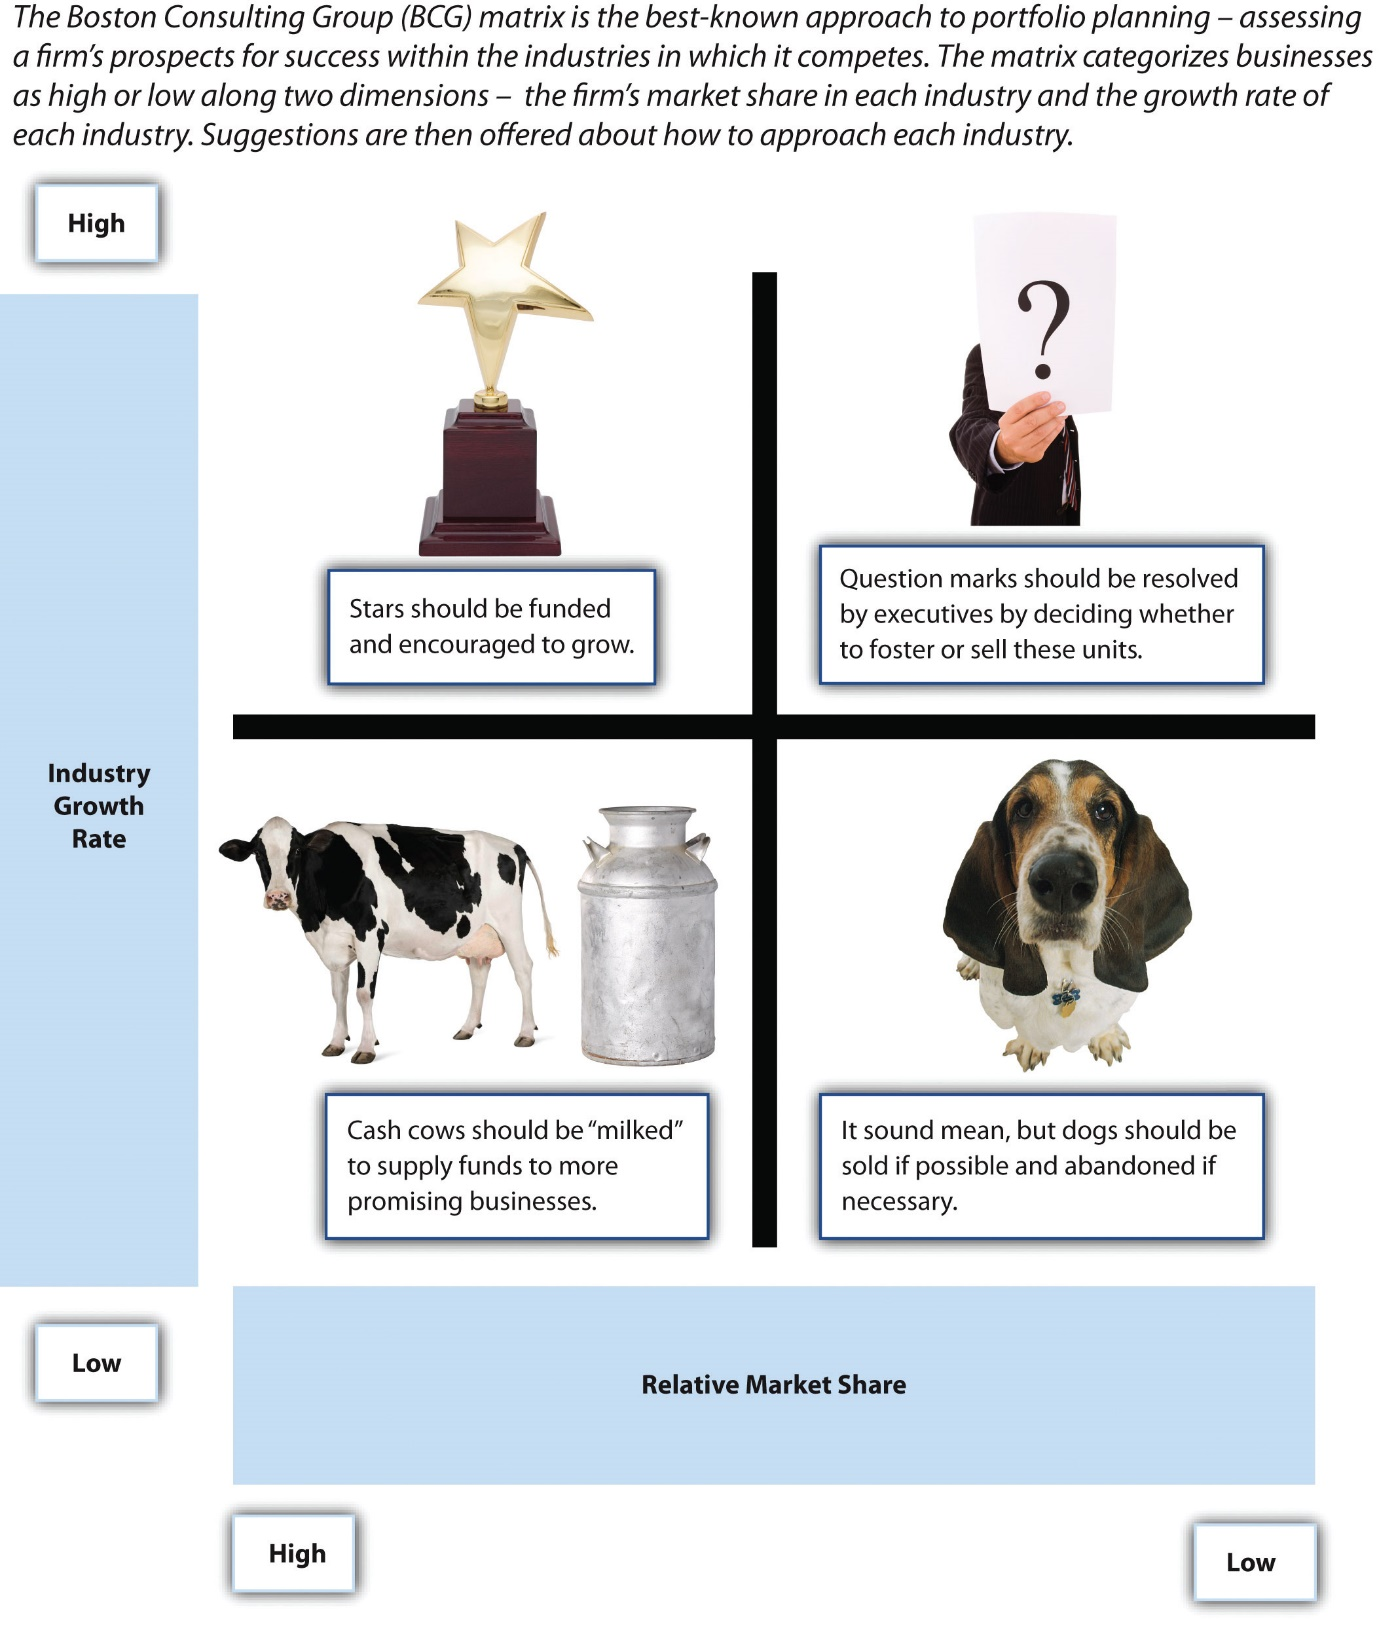 The Boston Consulting Group (BCG) matrix is the best-known approach to portfolio planning – assessing
a firm’s prospects for success within the industries in which it competes. The matrix categorizes businesses
as high or low along two dimensions – the firm’s market share in each industry and the growth rate of
each industry. Suggestions are then offered about how to approach each industry.
High
?
Stars should be funded
and encouraged to grow.
Question marks should be resolved
by executives by deciding whether
to foster or sell these units.
Industry
Growth
Rate
Cash cows should be “milked”
to supply funds to more
promising businesses.
It sound mean, but dogs should be
sold if possible and abandoned if
necessary.
Low
Relative Market Share
High
Low